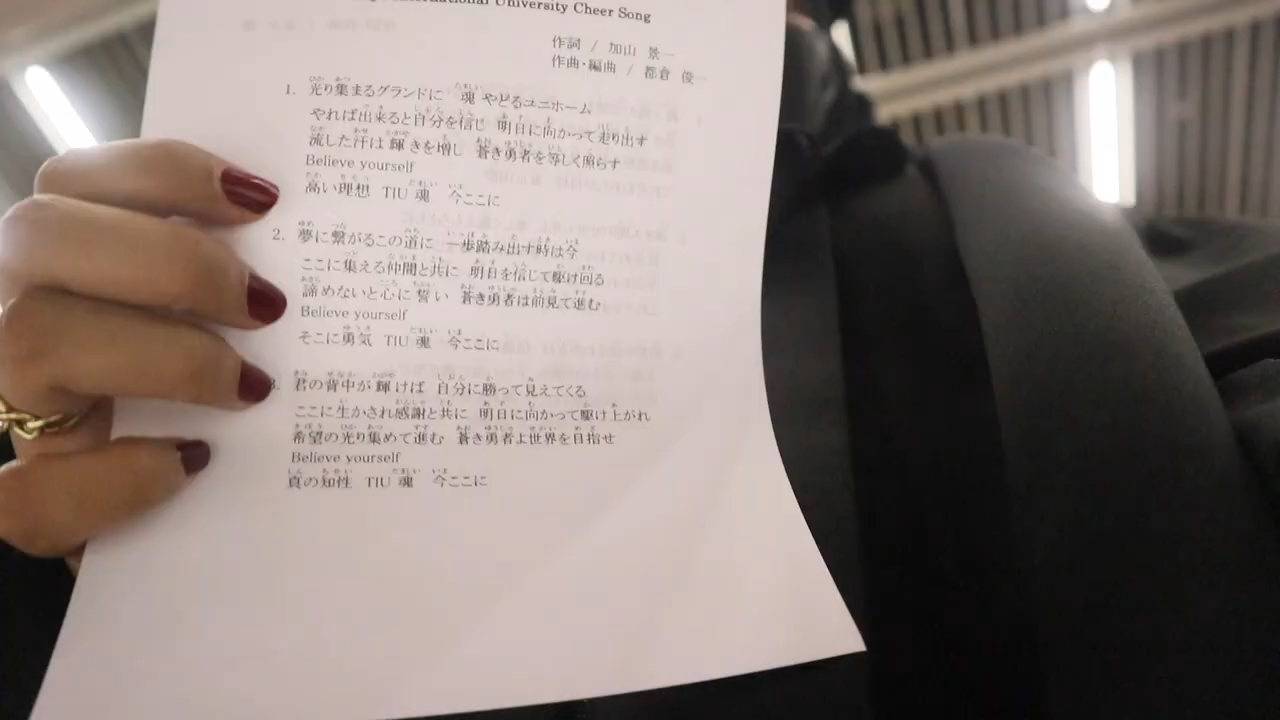 International University Cheer Song
作詞 / 加山 景一
作曲・編曲 / 都倉 俊一
1. 光り集まるグランドに 魂 やどるユニホーム
やれば出来ると自分を信じ 明日に向かって走り出す
流した汗は 輝きを増し 蒼き勇者を等しく照らす
Believe yourself
高い理想 TIU 魂 今ここに
2. 夢に繋がるこの道に 一歩踏み出す時は今
ここに集える仲間と共に 明日を信じて駆け回る
諦めないと心に 誓い 蒼き勇者は前見て進む
Believe yourself
そこに勇気 TIU 魂 今ここに
3. 君の背中が 輝けば 自分に勝って見えてくる
ここに生かされ感謝と共に 明日に向かって駆け上がれ
希望の光り集めて進む 蒼き勇者よ世界を目指せ
Believe yourself
真の知性 TIU 魂 今ここに